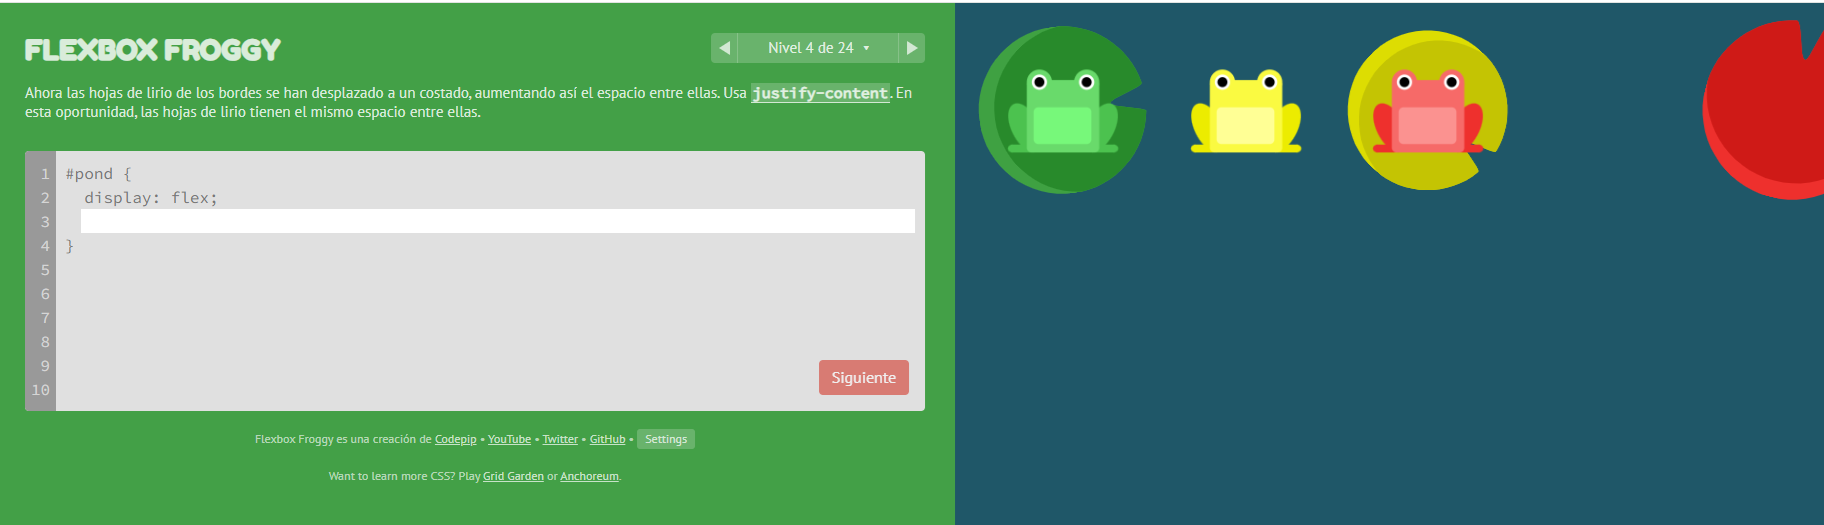 FLEXBOX FROGGY
◀ Nivel 4 de 24 ▼ ▶
Ahora las hojas de lirio de los bordes se han desplazado a un costado, aumentando así el espacio entre ellas. Usa justify-content. En
esta oportunidad, las hojas de lirio tienen el mismo espacio entre ellas.
1 #pond {
2 display: flex;
3
4 }
5
6
7
8
9
10
Siguiente
Flexbox Froggy es una creación de Codepip • YouTube • Twitter • GitHub • Settings
Want to learn more CSS? Play Grid Garden or Anchoreum.